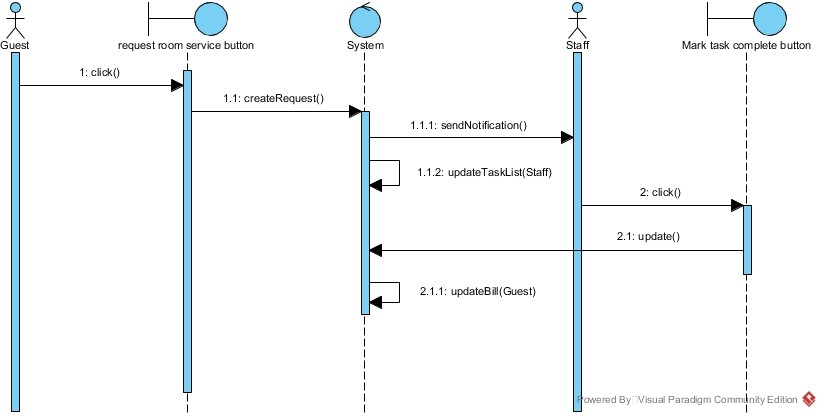 Guest
request room service button
System
Staff
Mark task complete button
1: click()
1.1: createRequest()
1.1.1: sendNotification()
1.1.2: updateTaskList(Staff)
2: click()
2.1: update()
2.1.1: updateBill(Guest)
Powered By Visual Paradigm Community Edition